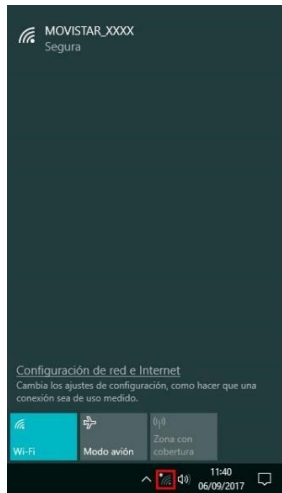 MOVISTAR_XXXX
Segura
Configuración de red e Internet
Cambia los ajustes de configuración, como hacer que una
conexión sea de uso medido.
Wi-Fi
Modo avión
Zona con
cobertura
11:40
06/09/2017